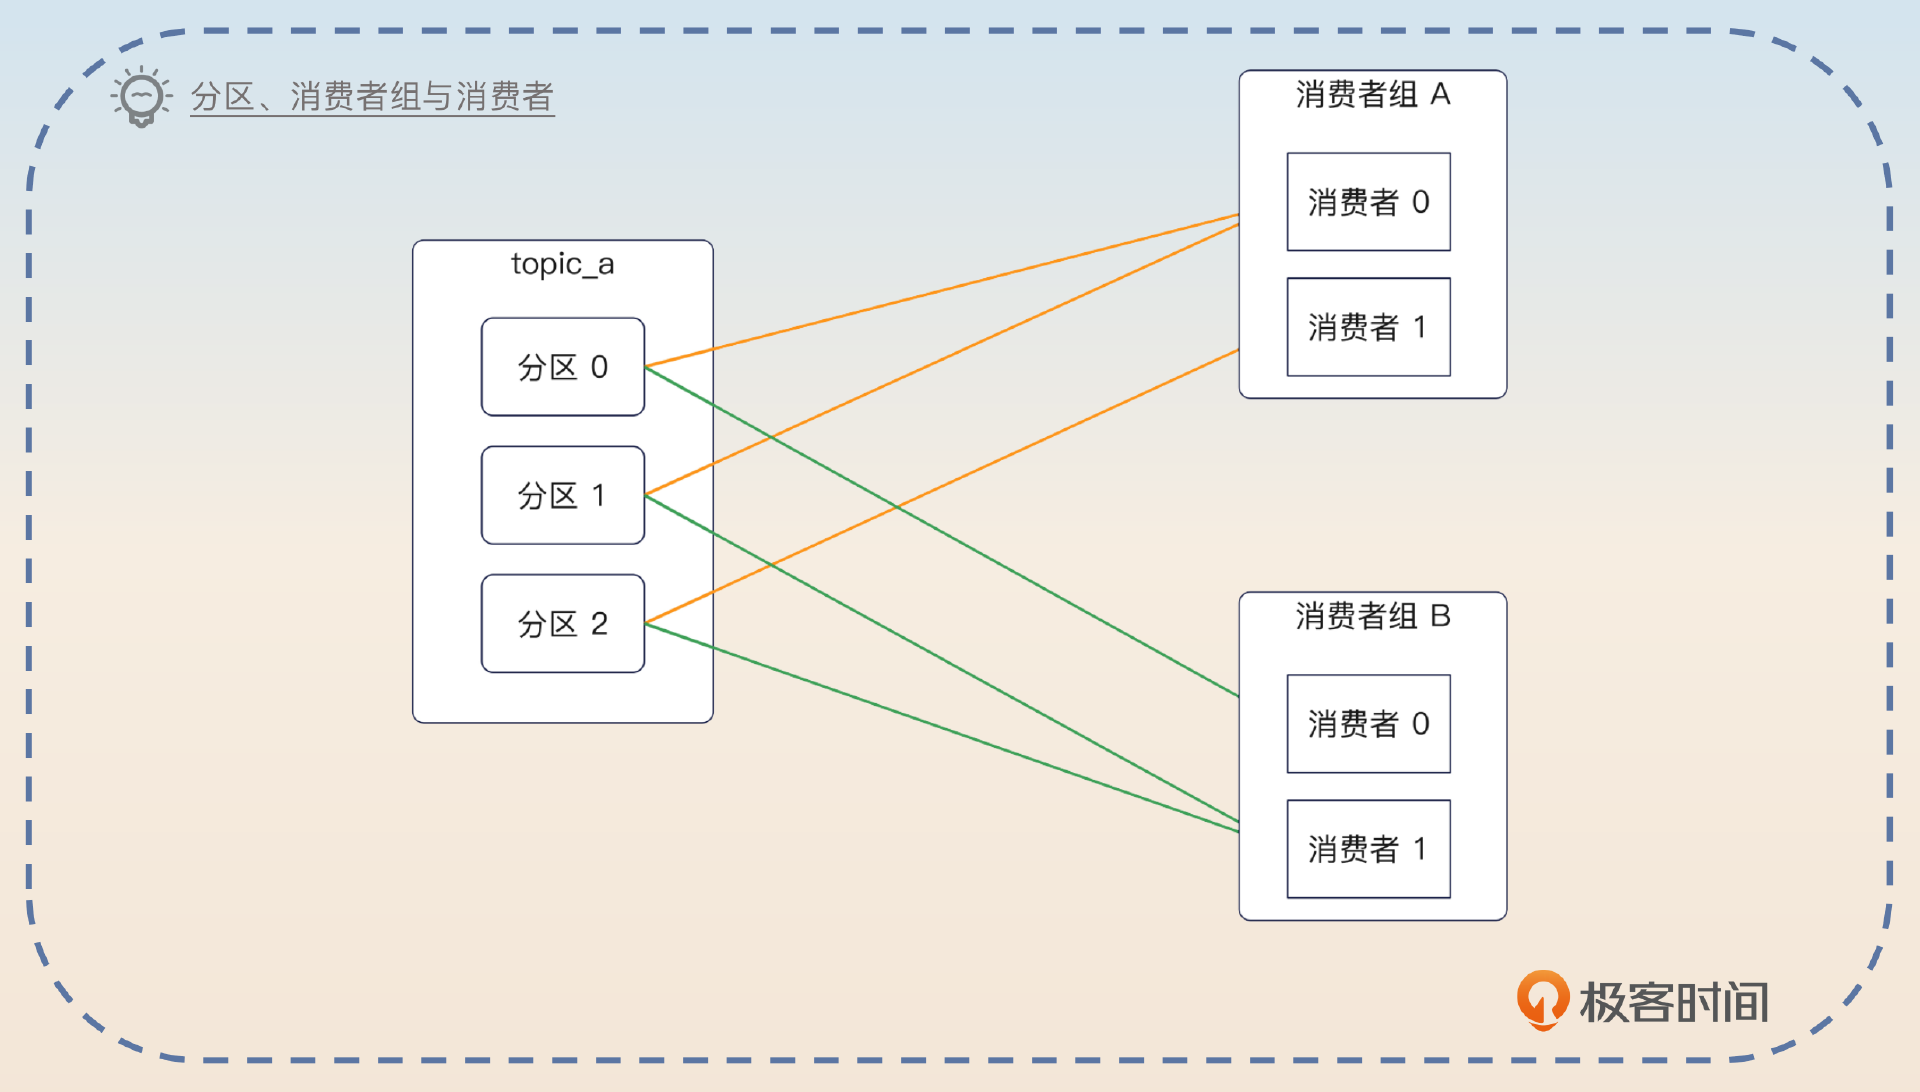 分区、消费者组与消费者
topic_a
分区 0
分区 1
分区 2
消费者组 A
消费者 0
消费者 1
消费者组 B
消费者 0
消费者 1
极客时间